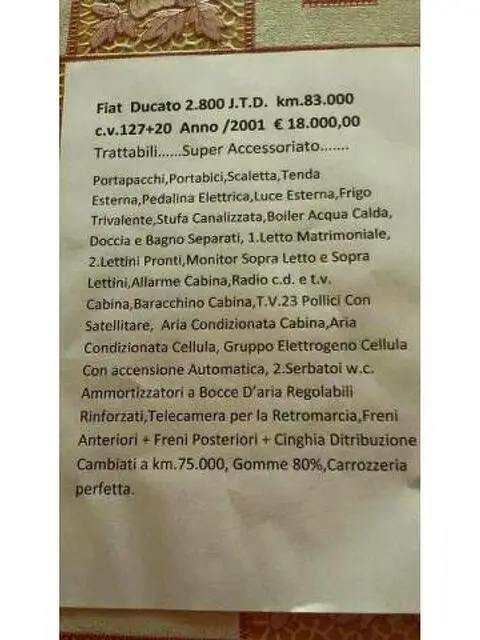 Fiat Ducato 2.800 J.T.D. km.83.000
c.v.127+20 Anno /2001 € 18.000,00
Trattabili......Super Accessoriato.......
Portapacchi,Portabici,Scaletta,Tenda
Esterna,Pedalina Elettrica,Luce Esterna,Frigo
Trivalente,Stufa Canalizzata,Boiler Acqua Calda,
Doccia e Bagno Separati, 1.Letto Matrimoniale,
2.Lettini Pronti,Monitor Sopra Letto e Sopra
Lettini,Allarme Cabina,Radio c.d. e t.v.
Cabina,Baracchino Cabina,T.V.23 Pollici Con
Satellitare, Aria Condizionata Cabina,Aria
Condizionata Cellula, Gruppo Elettrogeno Cellula
Con accensione Automatica, 2.Serbatoi w.c.
Ammortizzatori a Bocce D'aria Regolabili
Rinforzati,Telecamera per la Retromarcia,Freni
Anteriori + Freni Posteriori + Cinghia Ditribuzione
Cambiati a km.75.000, Gomme 80%,Carrozzeria
perfetta.